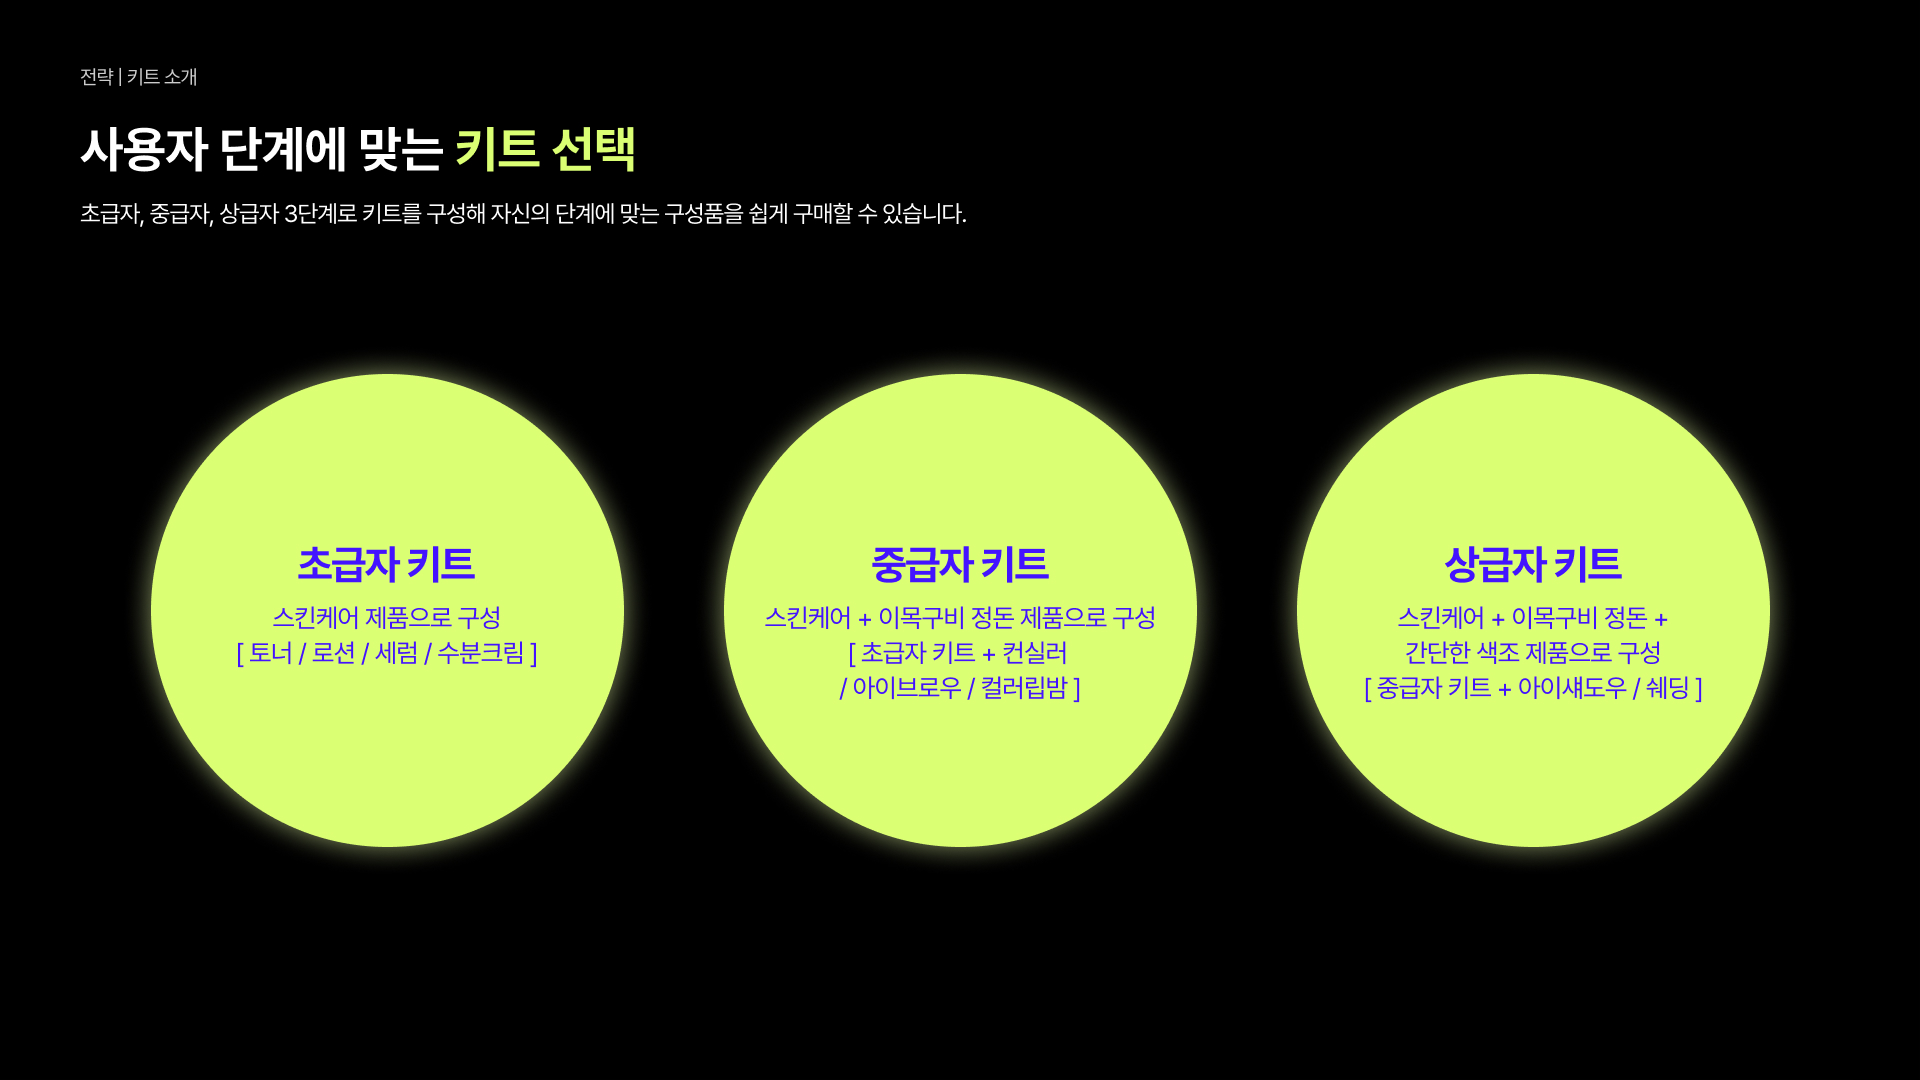 전략 | 키트 소개
사용자 단계에 맞는 키트 선택
초급자, 중급자, 상급자 3단계로 키트를 구성해 자신의 단계에 맞는 구성품을 쉽게 구매할 수 있습니다.
초급자 키트
스킨케어 제품으로 구성
[ 토너 / 로션 / 세럼 / 수분크림 ]
중급자 키트
스킨케어 + 이목구비 정돈 제품으로 구성
[ 초급자 키트 + 컨실러
/ 아이브로우 / 컬러립밤 ]
상급자 키트
스킨케어 + 이목구비 정돈 +
간단한 색조 제품으로 구성
[ 중급자 키트 + 아이섀도우 / 쉐딩 ]